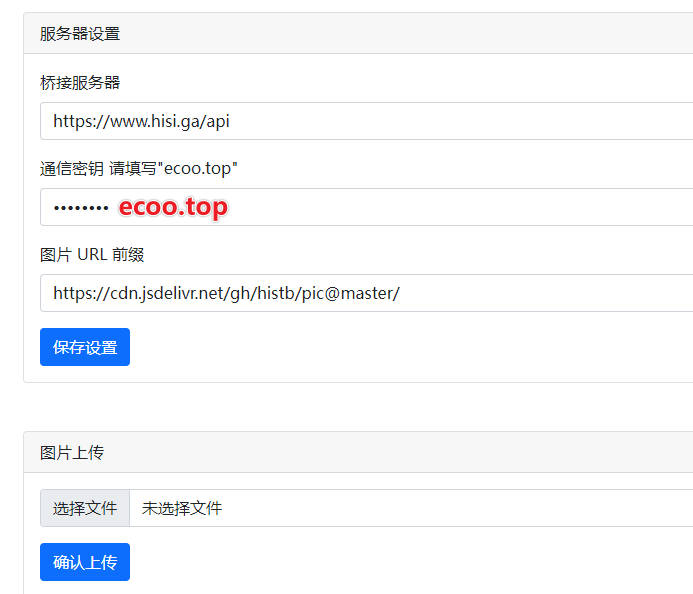 服务器设置
桥接服务器
https://www.hisi.ga/api
通信密钥 请填写"ecoo.top"
•••••••• ecoo.top
图片 URL 前缀
https://cdn.jsdelivr.net/gh/histb/pic@master/
保存设置
图片上传
选择文件 未选择文件
确认上传